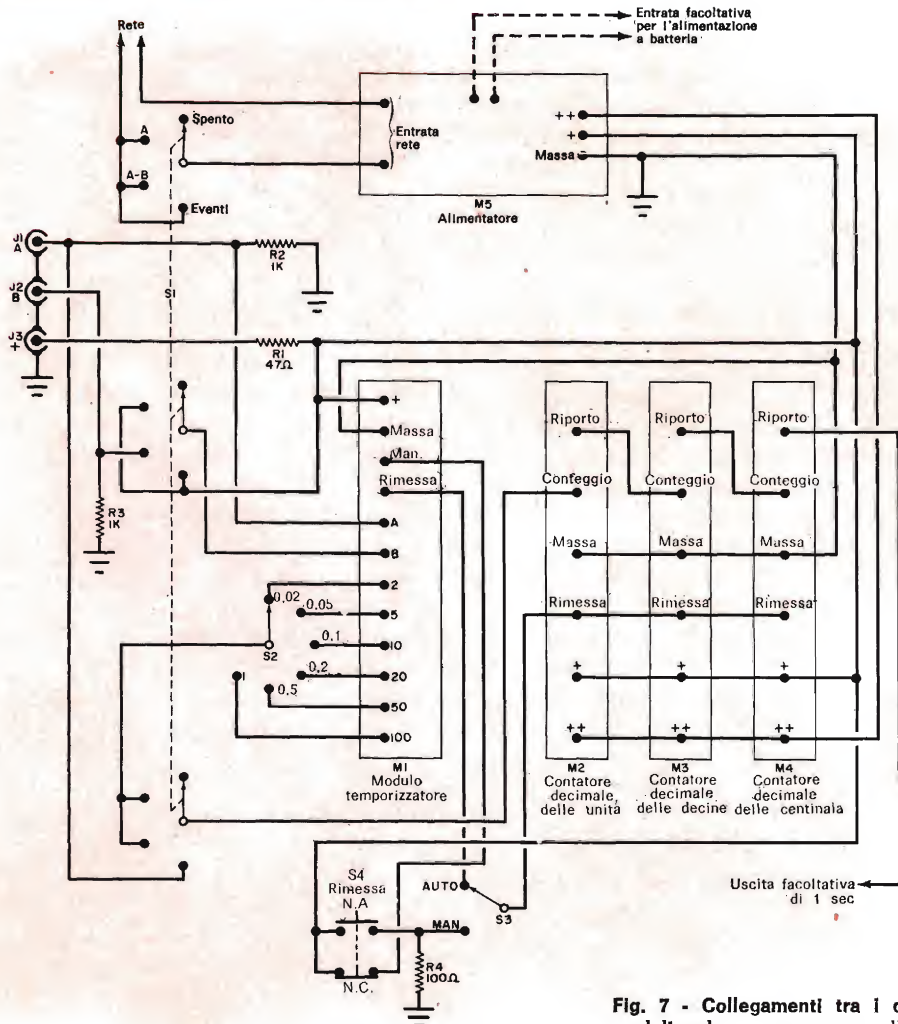 Rete
Entrata facoltativa
per l'alimentazione
a batteria
Spento
A
A-B
Eventi
Entrata
rete
++
+
Massa
M5
Alimentatore
J1
A
J2
B
J3
+
S1
R2
1K
R1
47Ω
R3
1K
+
Massa
Man.
Rimessa
A
B
2
5
10
20
50
100
0,02
0,05
0.1
0,2
0,5
1
S2
M1
Modulo
temporizzatore
Riporto
Riporto
Riporto
Conteggio
Conteggio
Conteggio
Massa
Massa
Massa
Rimessa
Rimessa
Rimessa
+
+
+
++
++
++
M2
Contatore
decimale
delle unità
M3
Contatore
decimale
delle decine
M4
Contatore
decimale
delle centinaia
S4
Rimessa
N.A
N.C.
AUTO
MAN
S3
R4
100Ω
Uscita facoltativa
di 1 sec
Fig. 7 - Collegamenti tra i